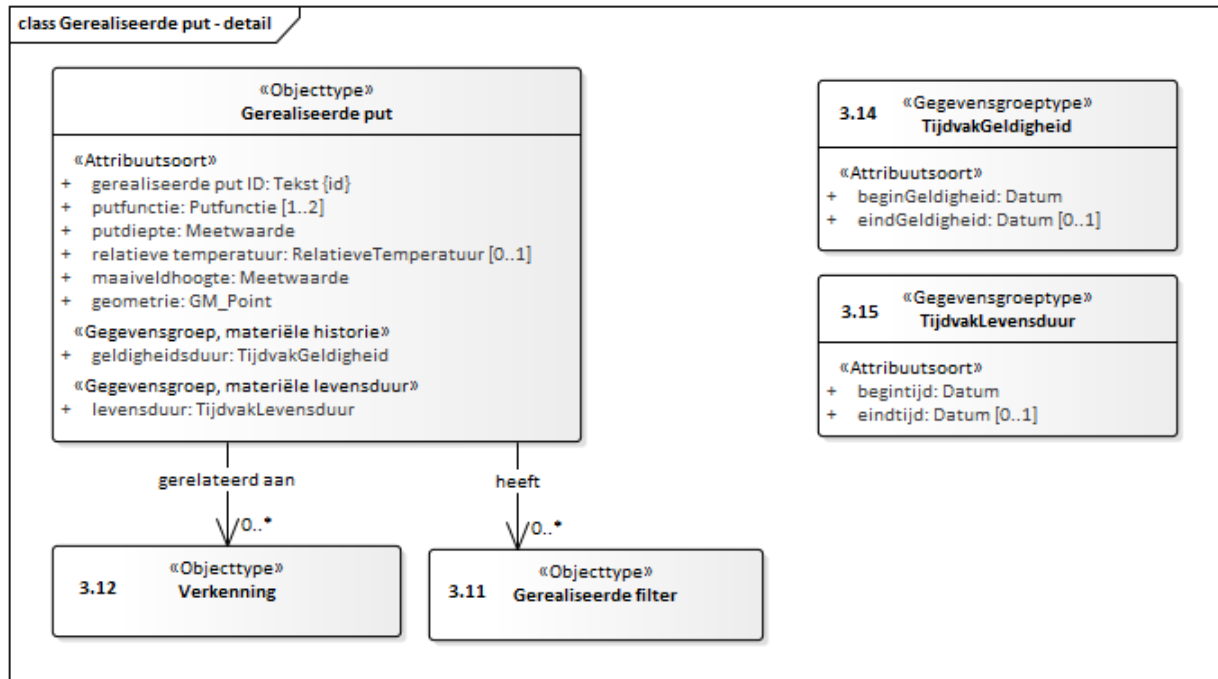 class Gerealiseerde put - detail
«Objecttype»
Gerealiseerde put
«Attribuutsoort»
+ gerealiseerde put ID: Tekst {id}
+ putfunctie: Putfunctie [1..2]
+ putdiepte: Meetwaarde
+ relatieve temperatuur: RelatieveTemperatuur [0..1]
+ maaiveldhoogte: Meetwaarde
+ geometrie: GM_Point
«Gegevensgroep, materiële historie»
+ geldigheidsduur: TijdvakGeldigheid
«Gegevensgroep, materiële levensduur»
+ levensduur: TijdvakLevensduur
3.14 «Gegevensgroeptype»
TijdvakGeldigheid
«Attribuutsoort»
+ beginGeldigheid: Datum
+ eindGeldigheid: Datum [0..1]
3.15 «Gegevensgroeptype»
TijdvakLevensduur
«Attribuutsoort»
+ begintijd: Datum
+ eindtijd: Datum [0..1]
gerelateerd aan
0..*
heeft
0..*
«Objecttype»
3.12 Verkenning
«Objecttype»
3.11 Gerealiseerde filter